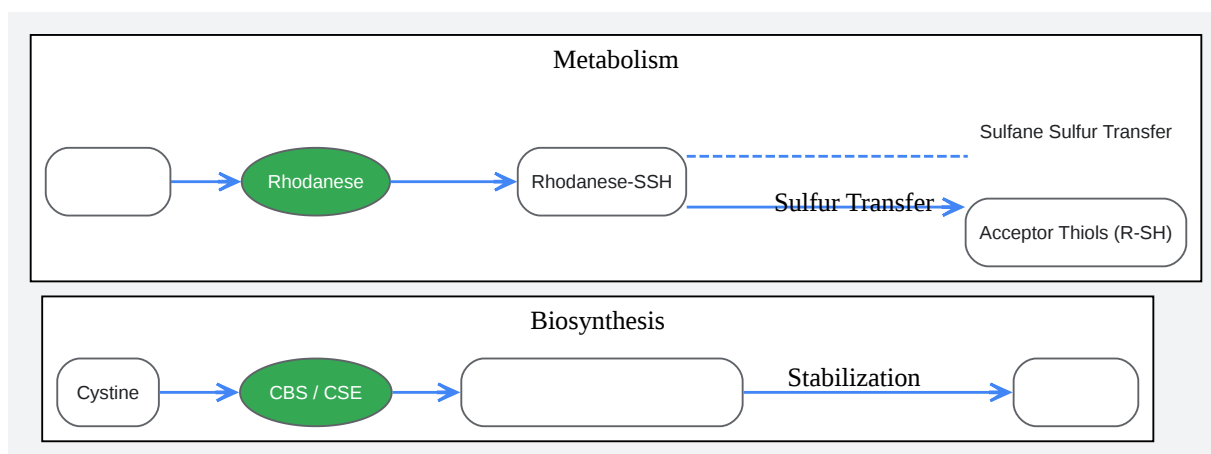 Metabolism
Sulfane Sulfur Transfer
Rhodanese
Rhodanese-SSH
Sulfur Transfer
Acceptor Thiols (R-SH)
Biosynthesis
Cystine
CBS / CSE
Stabilization